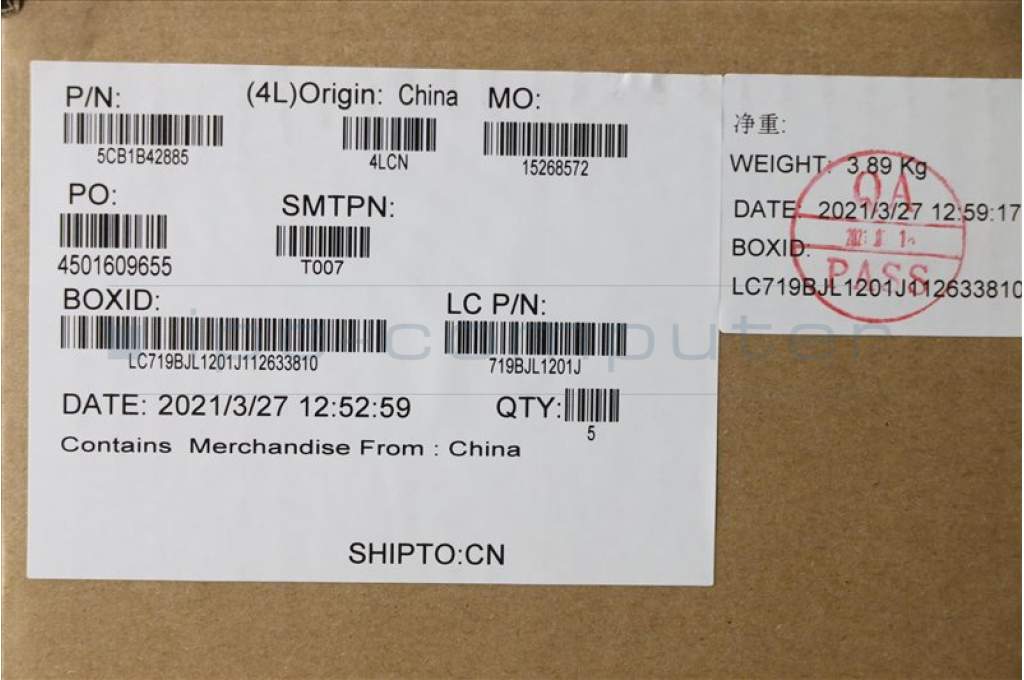 P/N: (4L)Origin: China MO:
5CB1B42885 4LCN 15268572
PO: SMTPN:
4501609655 T007
BOXID: LC P/N:
LC719BJL1201J112633810 719BJL1201J
DATE: 2021/3/27 12:52:59 QTY:
5
Contains Merchandise From : China
SHIPTO:CN
净重:
WEIGHT: 3.89 Kg
DATE: 2021/3/27 12:59:17
BOXID:
LC719BJL1201J112633810
QA
PASS
computer